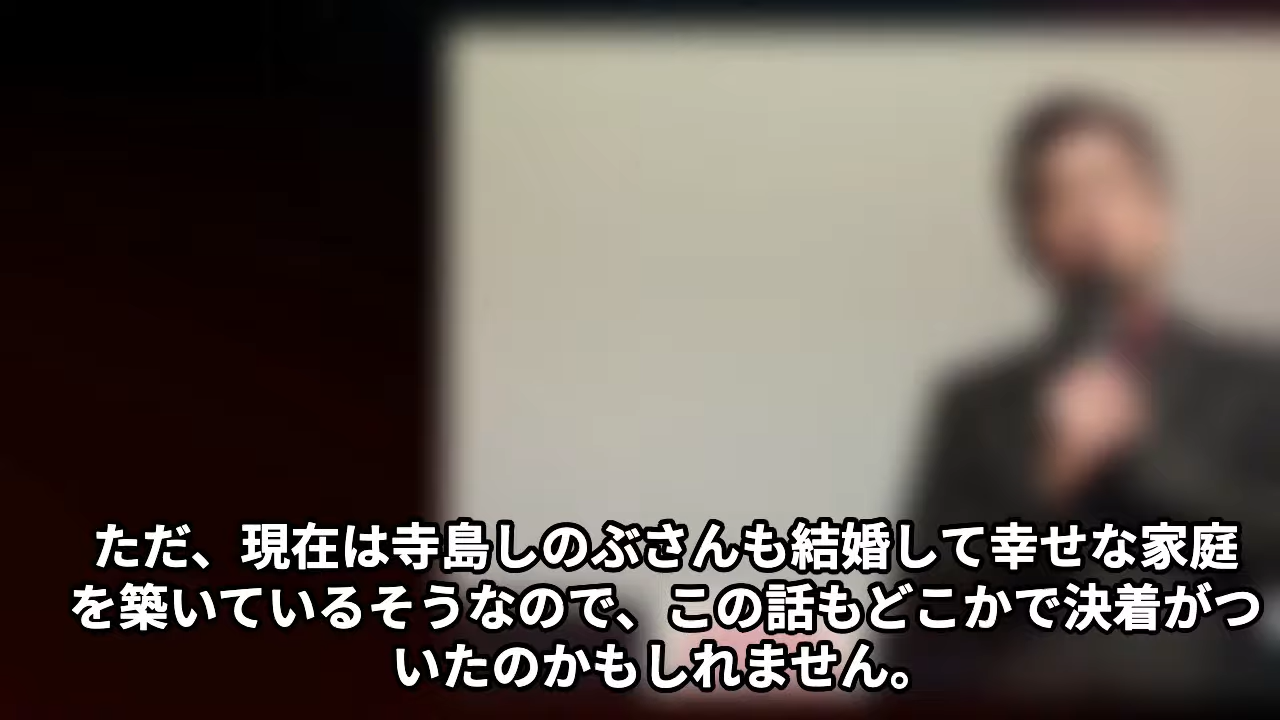 ただ、現在は寺島しのぶさんも結婚して幸せな家庭
を築いているそうなので、この話もどこかで決着がつ
いたのかもしれません。